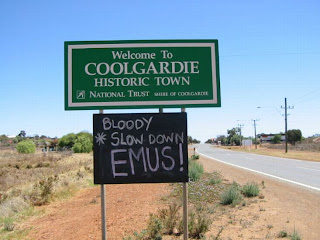 Welcome To
COOLGARDIE
HISTORIC TOWN
NATIONAL TRUST SHIRE OF COOLGARDIE
BLOODY
* SLOW DOWN
EMUS!